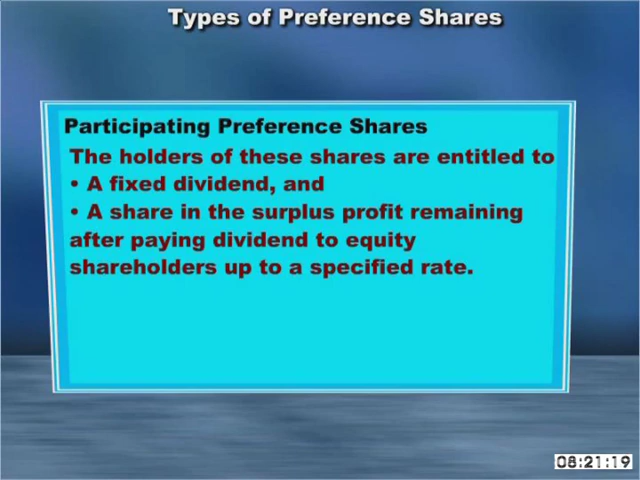 Types of Preference Shares
Participating Preference Shares
The holders of these shares are entitled to
• A fixed dividend, and
• A share in the surplus profit remaining
after paying dividend to equity
shareholders up to a specified rate.
08:21:19